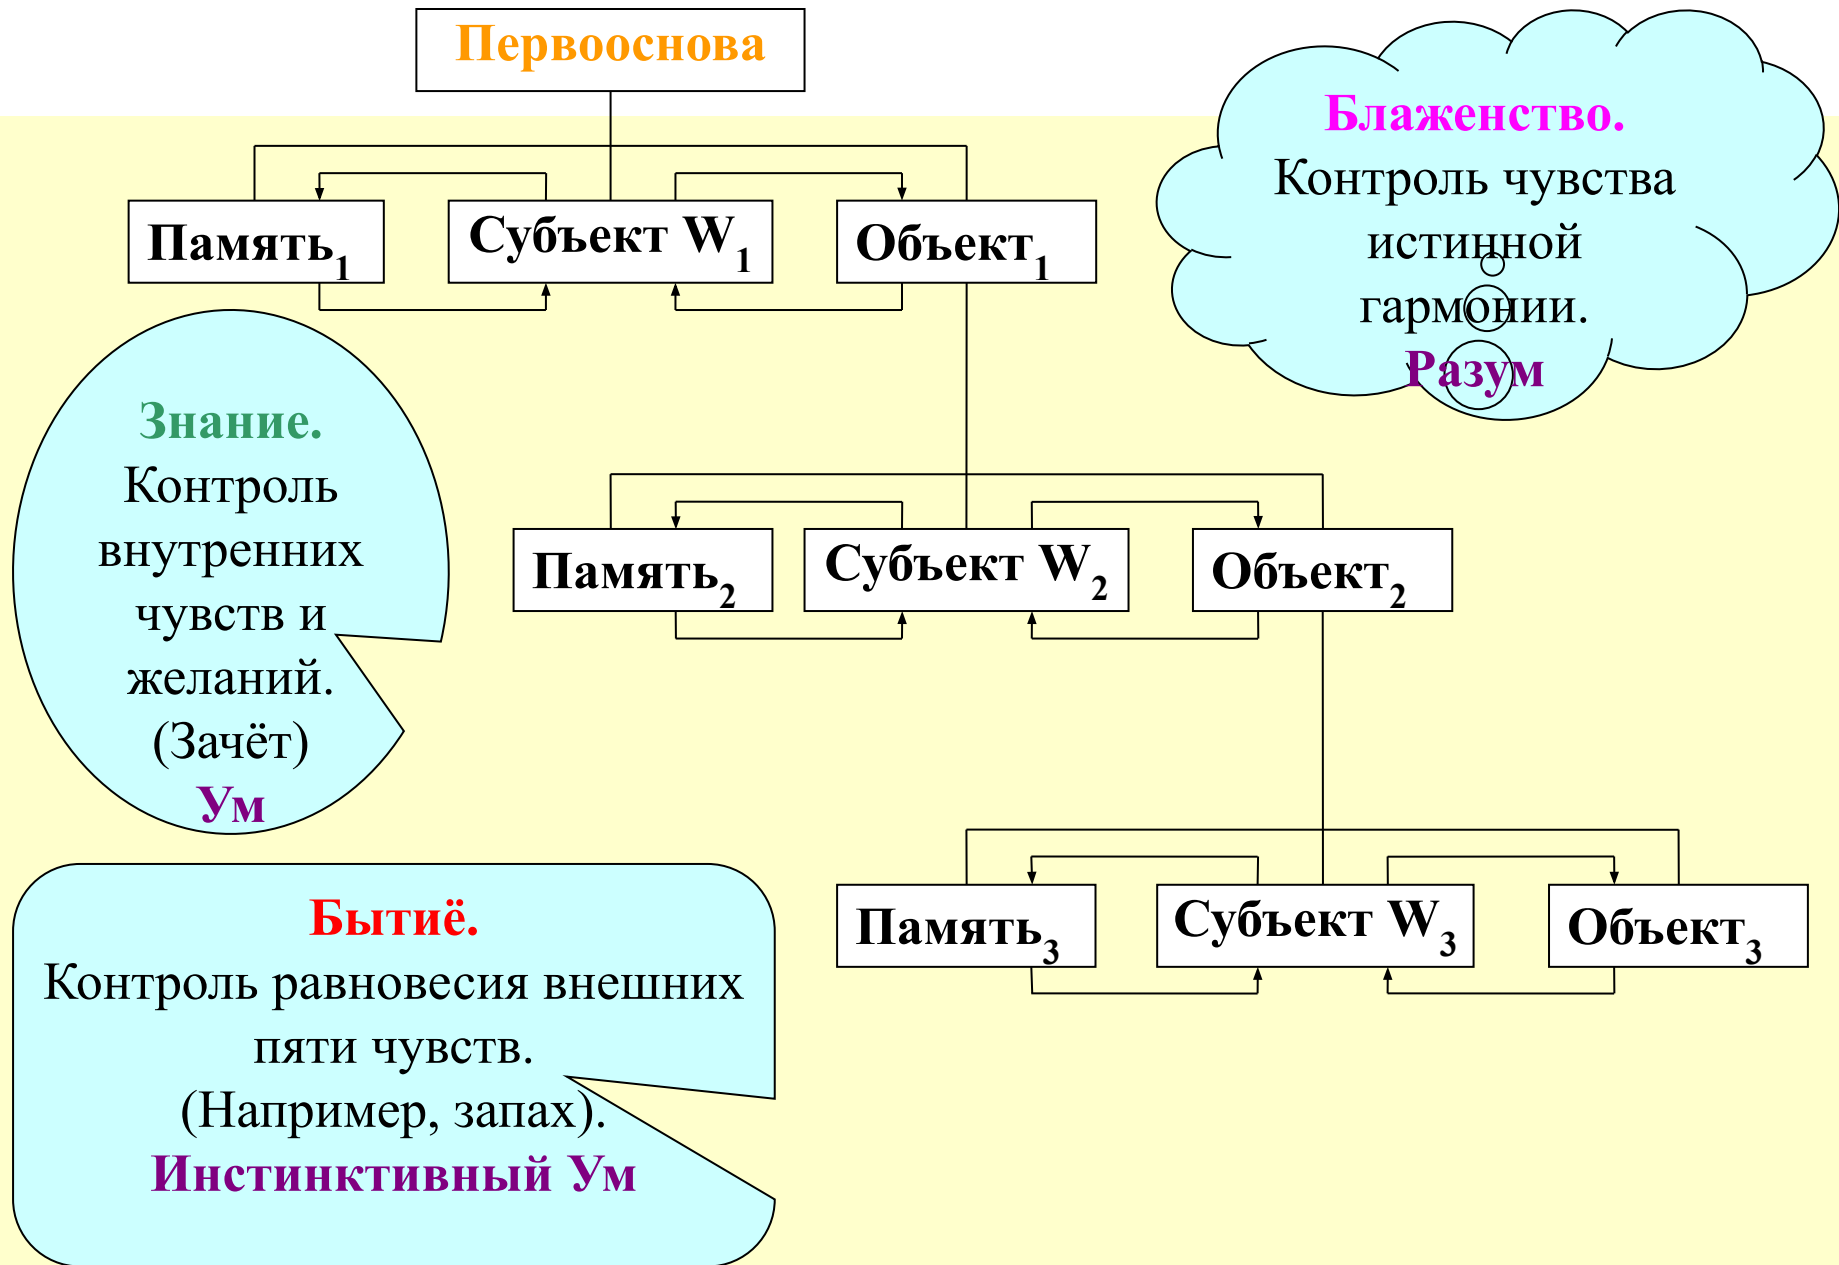 Первооснова
Блаженство.
Контроль чувства
истинной
гармонии.
Разум
Память1
Субъект W1
Объект1
Знание.
Контроль
внутренних
чувств и
желаний.
(Зачёт)
Ум
Память2
Субъект W2
Объект2
Память3
Субъект W3
Объект3
Бытиё.
Контроль равновесия внешних
пяти чувств.
(Например, запах).
Инстинктивный Ум